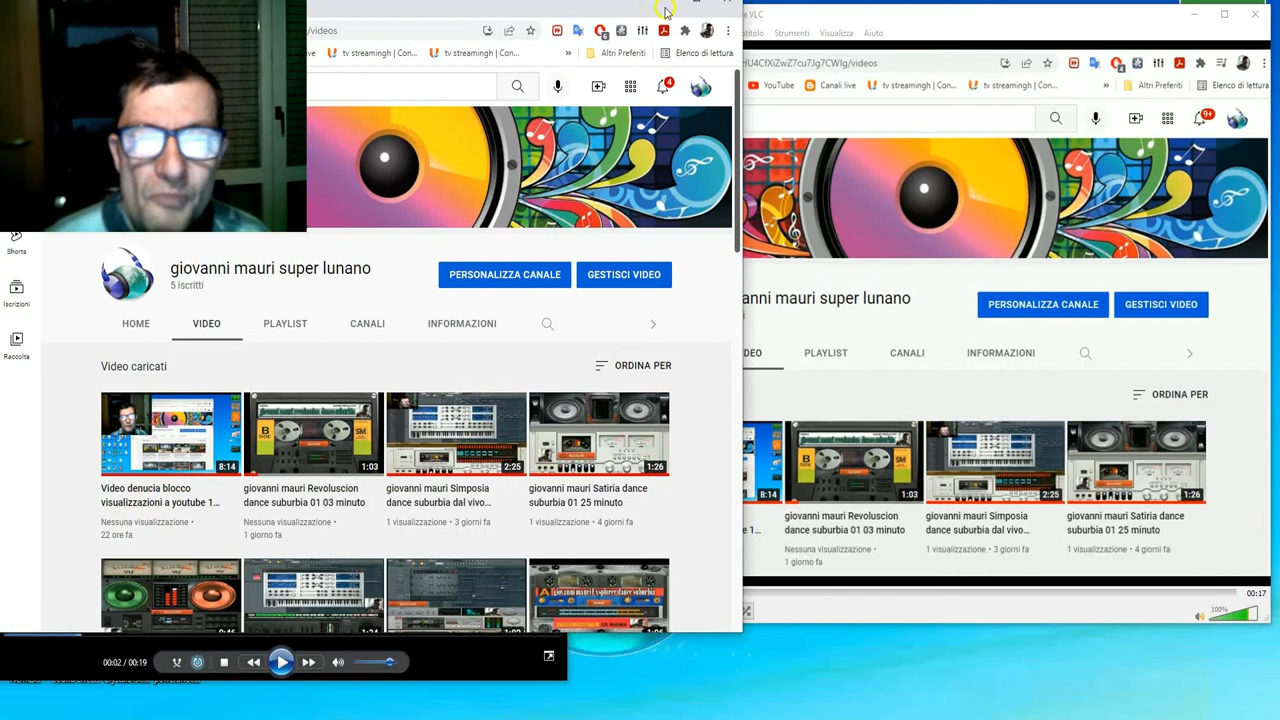 /videos
ve
tv streamingh | Con...
tv streamingh | Con...
»
Altri Preferiti
Elenco di lettura
6
4
Shorts
Iscrizioni
Raccolta
giovanni mauri super lunano
5 iscritti
PERSONALIZZA CANALE
GESTISCI VIDEO
HOME
VIDEO
PLAYLIST
CANALI
INFORMAZIONI
Video caricati
ORDINA PER
8:14
1:03
2:25
1:26
Video denucia blocco
visualizzazioni a youtube 1...
Nessuna visualizzazione •
22 ore fa
giovanni mauri Revoluscion
dance suburbia 01 03 minuto
Nessuna visualizzazione •
1 giorno fa
giovanni mauri Simposia
dance suburbia dal vivo...
1 visualizzazione • 3 giorni fa
giovanni mauri Satiria dance
suburbia 01 25 minuto
1 visualizzazione • 4 giorni fa
00:02 / 00:19
e VLC
titolo Strumenti Visualizza Aiuto
HU4CfXiZwZ7cu7Jg7CWIg/videos
4
YouTube
Canali live
tv streamingh | Con...
tv streamingh | Con...
»
Altri Preferiti
Elenco di lettura
9+
anni mauri super lunano
PERSONALIZZA CANALE
GESTISCI VIDEO
DEO
PLAYLIST
CANALI
INFORMAZIONI
ORDINA PER
8:14
1:03
2:25
1:26
1...
giovanni mauri Revoluscion
dance suburbia 01 03 minuto
Nessuna visualizzazione •
1 giorno fa
giovanni mauri Simposia
dance suburbia dal vivo...
1 visualizzazione • 3 giorni fa
giovanni mauri Satiria dance
suburbia 01 25 minuto
1 visualizzazione • 4 giorni fa
00:17
100%